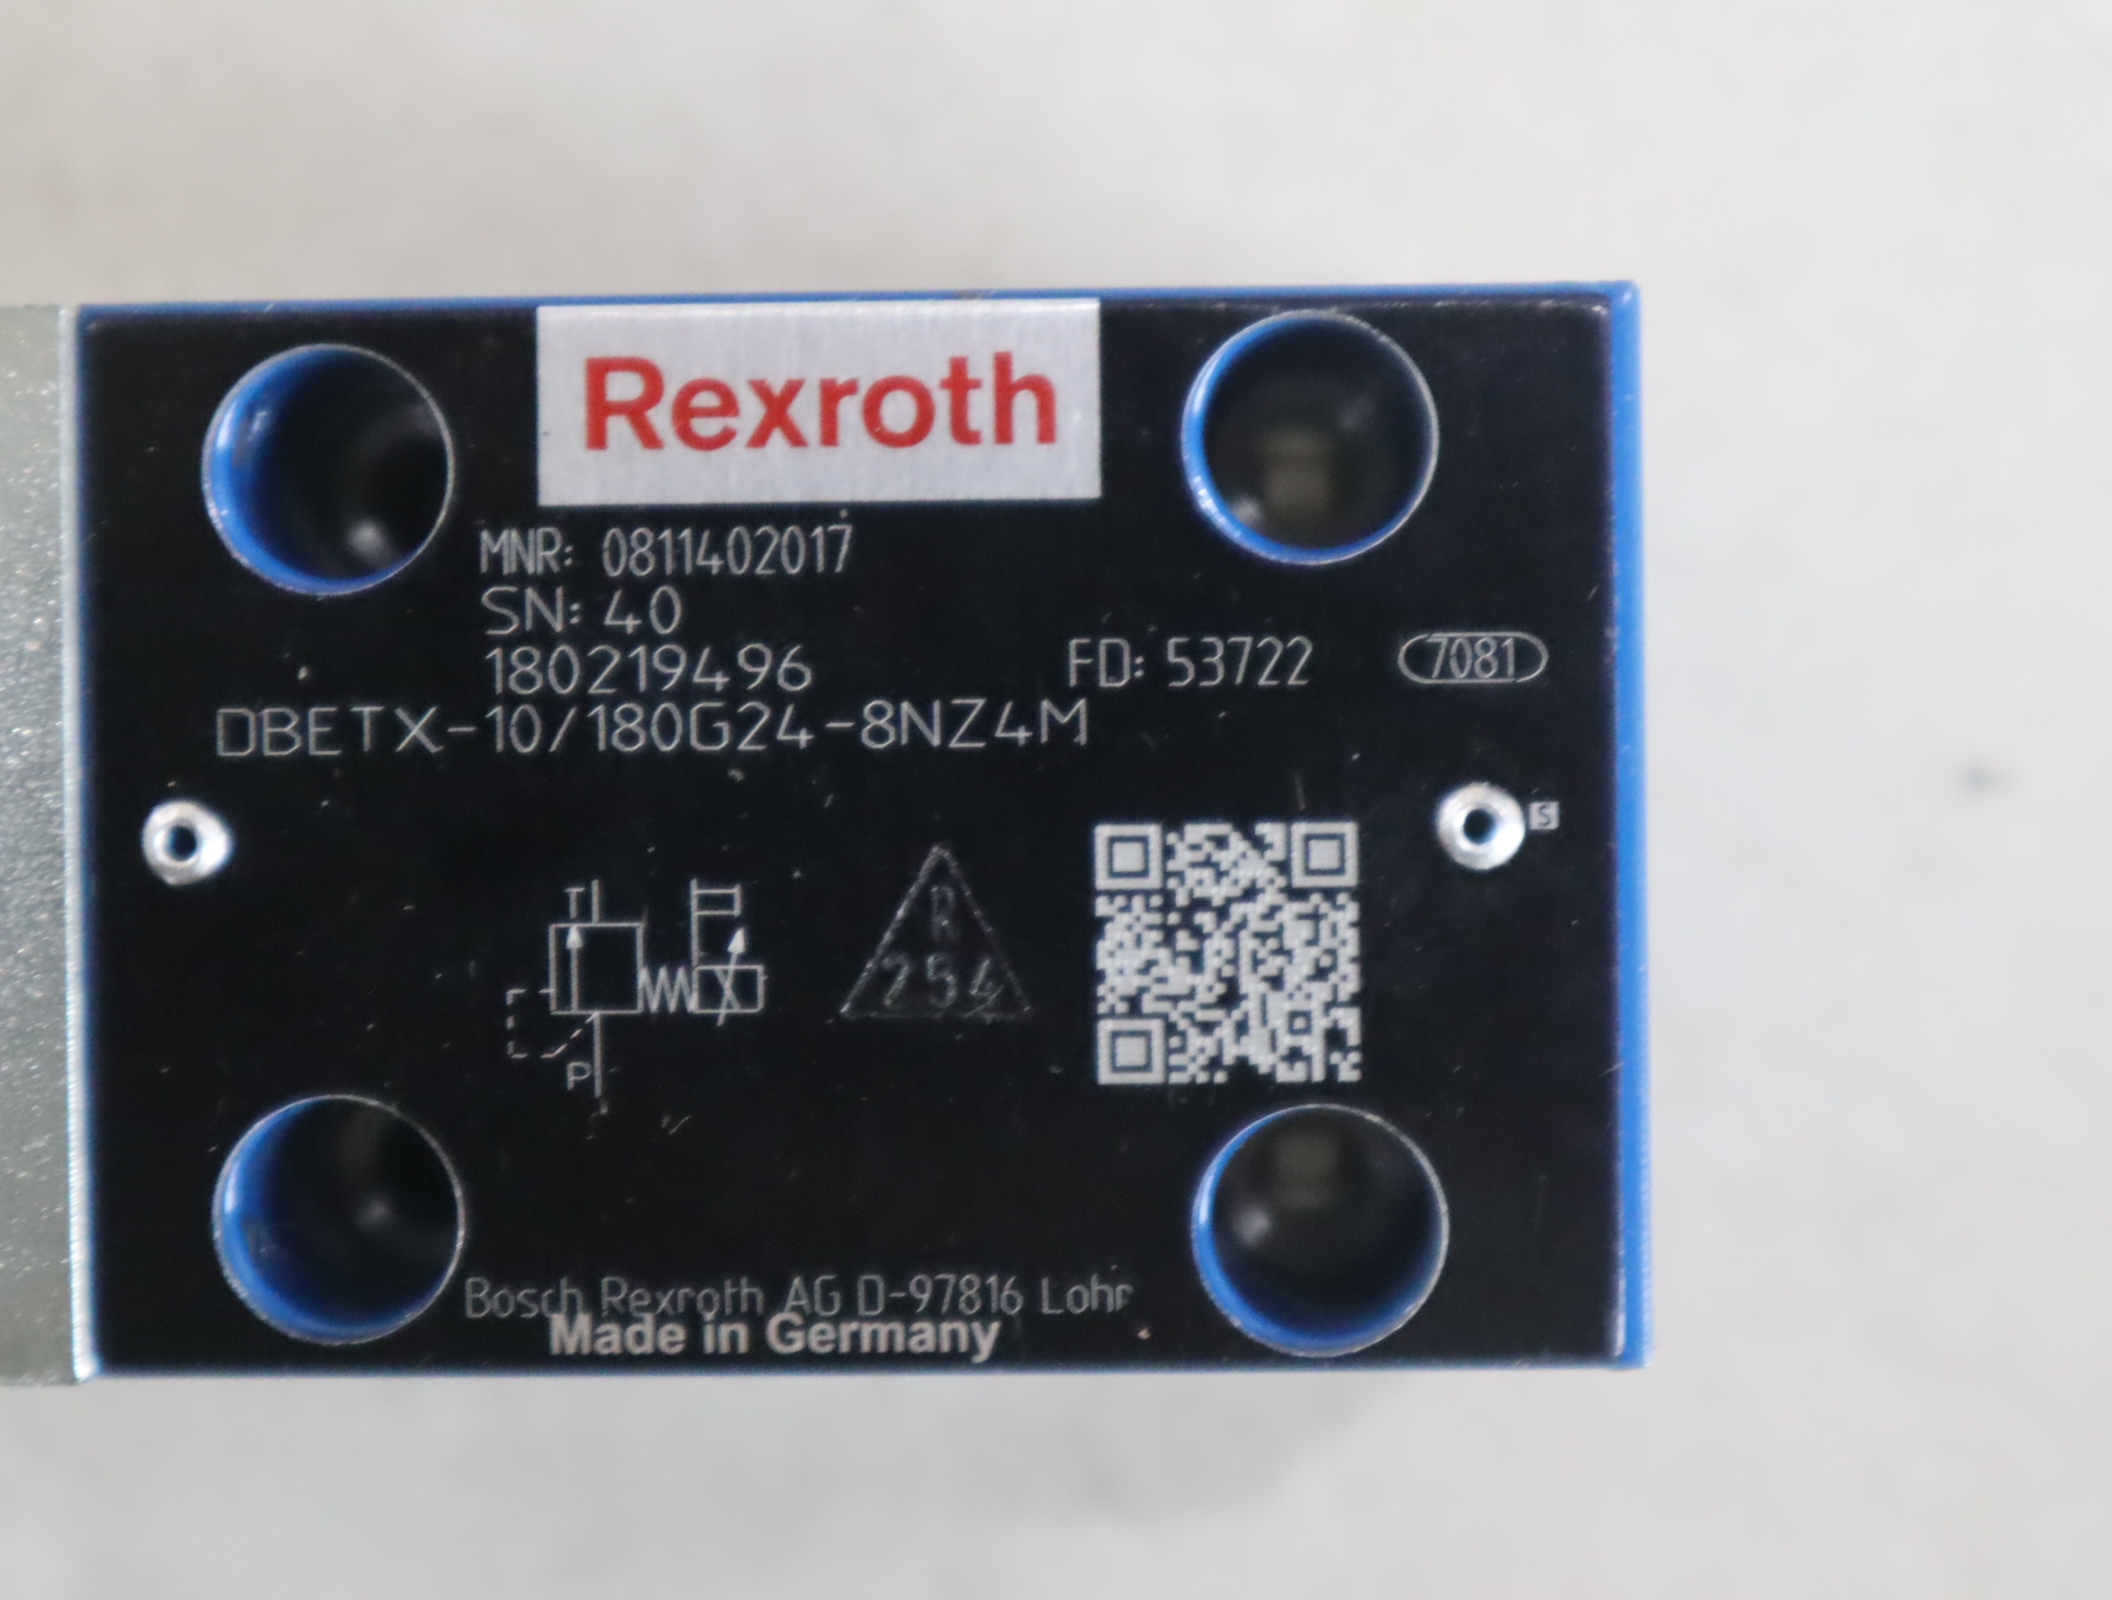 Rexroth
MNR: 0811402017
SN: 40
180219496
FD: 53722
7081
DBETX-10/180G24-8NZ4M
S
T
R
254
P
Bosch Rexroth AG D-97816 Lohr
Made in Germany